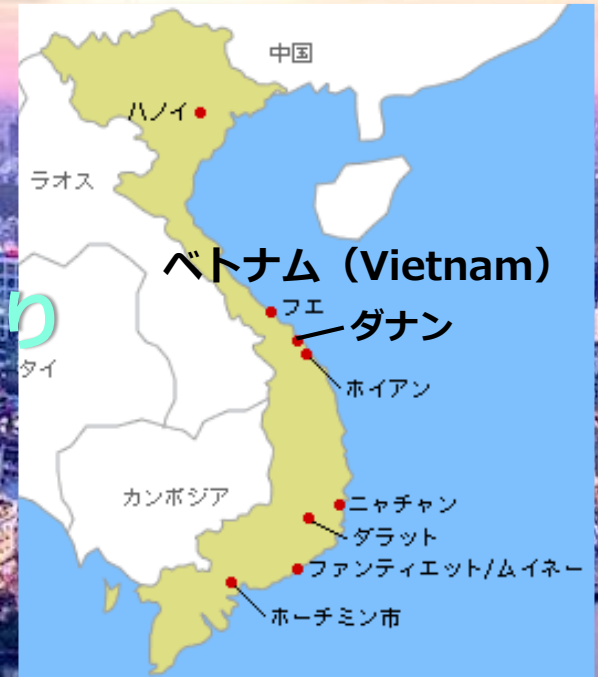 中国
ハノイ
ラオス
ベトナム（Vietnam）
り
フエ
ダナン
タイ
ホイアン
カンボジア
ニャチャン
ダラット
ファンティエット/ムイネー
ホーチミン市